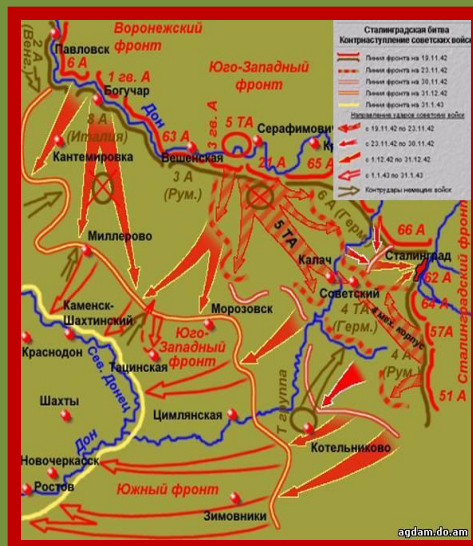 Воронежский
фронт
Сталинградская битва
Контрнаступление советских войск
Линия фронта на 19.11.42
Линия фронта на 23.11.42
Линия фронта на 30.11.42
Линия фронта на 31.12.42
Линия фронта на 31.1.43
Направления ударов советских войск
с 19.11.42 по 23.11.42
с 23.11.42 по 30.11.42
с 1.12.42 по 31.12.42
с 1.1.43 по 31.1.43
Контрудары немецких войск
2 А
(Венг.)
Павловск
6 А
1 гв. А
Богучар
Юго-Западный
фронт
Дон
8 А
(Италия)
Кантемировка
63 А
Вешенская
3 гв. А
5 ТА
Серафимович
21 А
65 А
3 А
(Рум.)
6 А
(Герм.)
66 А
5 ТА
Сталинград
Миллерово
Калач
62 А
Советский
64 А
Каменск-
Шахтинский
Морозовск
4 ТА
(Герм.)
4 мех. корпус
57А
Сталинградский фронт
Юго-
Западный
фронт
Краснодон
Сев. Донец
Тацинская
4 А
(Рум.)
51 А
Шахты
Цимлянская
Т группа
Дон
Котельниково
Новочеркасск
Ростов
Южный фронт
Зимовники
agdam.do.am